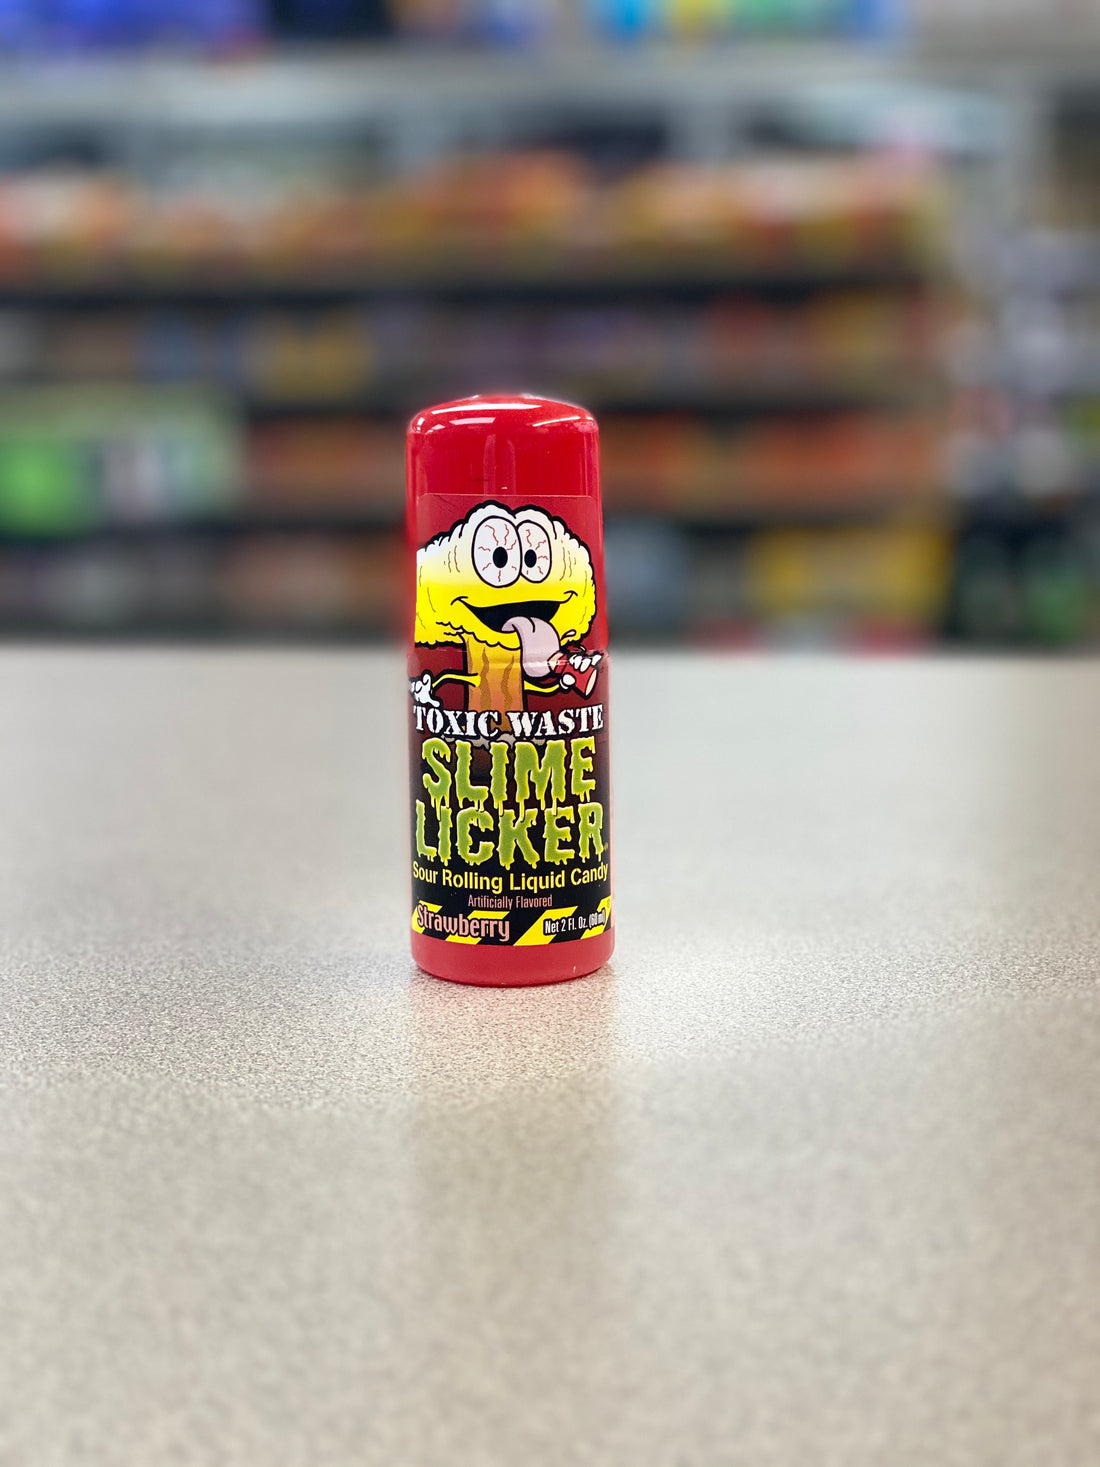 TOXIC WASTE
SLIME
LICKER
Sour Rolling Liquid Candy
Artificially Flavored
Strawberry Net 2 Fl. Oz. (60 ml)